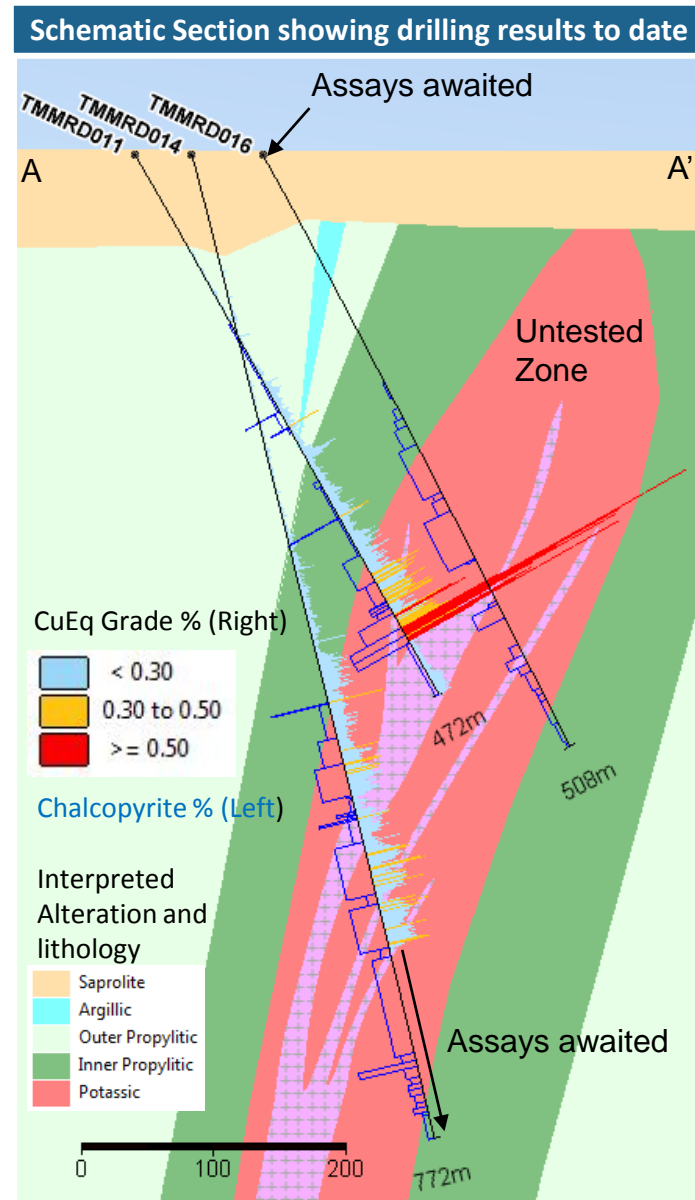 Schematic Section showing drilling results to date
Assays awaited
TMMRD016
TMMRD014
TMMRD011
A
A'
Untested
Zone
CuEq Grade % (Right)
< 0.30
0.30 to 0.50
>= 0.50
472m
508m
Chalcopyrite % (Left)
Interpreted
Alteration and
lithology
Saprolite
Argillic
Outer Propylitic
Inner Propylitic
Potassic
Assays awaited
0
100
200
772m